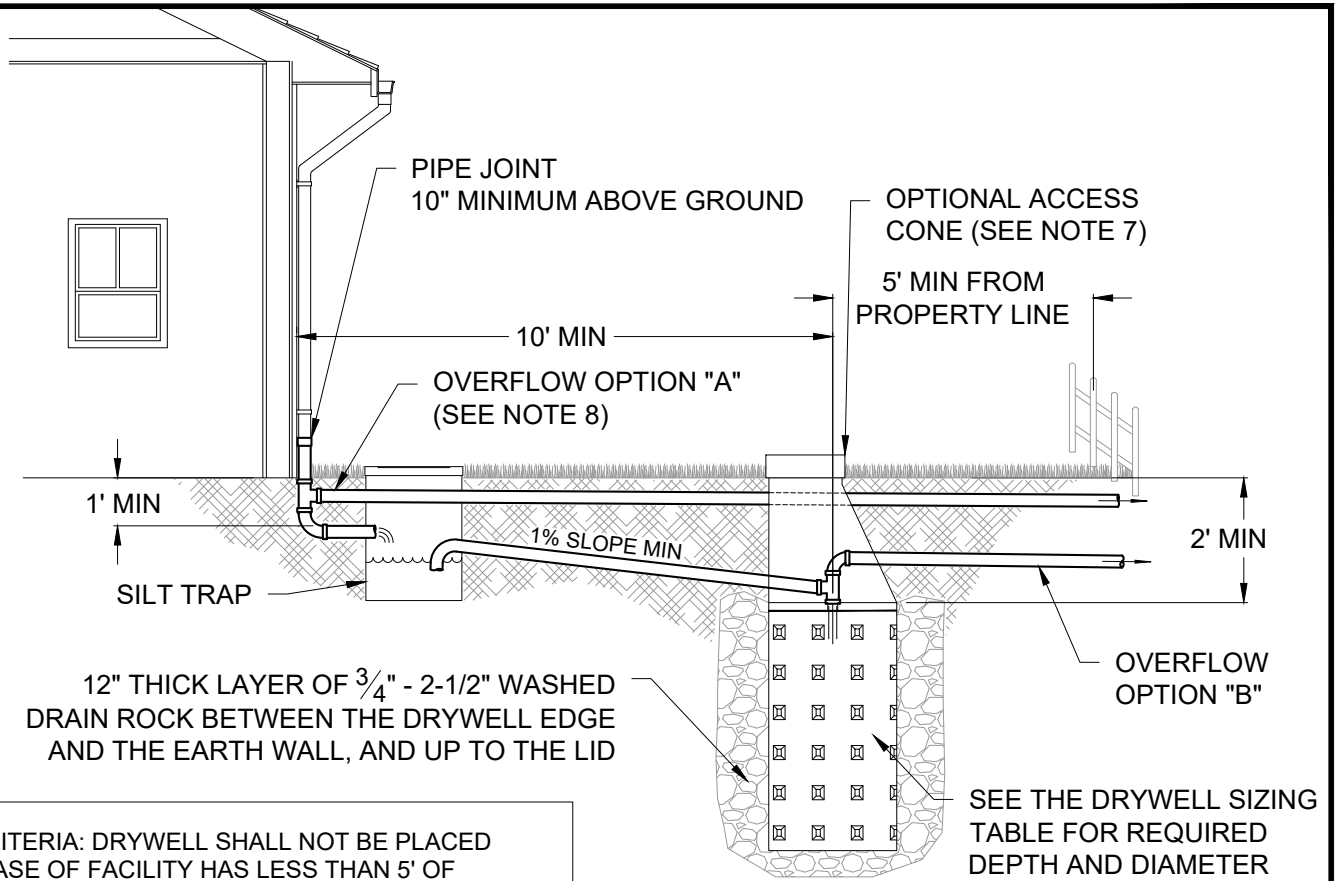 PIPE JOINT
10" MINIMUM ABOVE GROUND
OPTIONAL ACCESS
CONE (SEE NOTE 7)
5' MIN FROM
PROPERTY LINE
10' MIN
OVERFLOW OPTION "A"
(SEE NOTE 8)
1' MIN
1% SLOPE MIN
2' MIN
SILT TRAP
OVERFLOW
OPTION "B"
12" THICK LAYER OF 3/4" - 2-1/2" WASHED
DRAIN ROCK BETWEEN THE DRYWELL EDGE
AND THE EARTH WALL, AND UP TO THE LID
SEE THE DRYWELL SIZING
TABLE FOR REQUIRED
DEPTH AND DIAMETER
ITERIA: DRYWELL SHALL NOT BE PLACED
ASE OF FACILITY HAS LESS THAN 5' OF